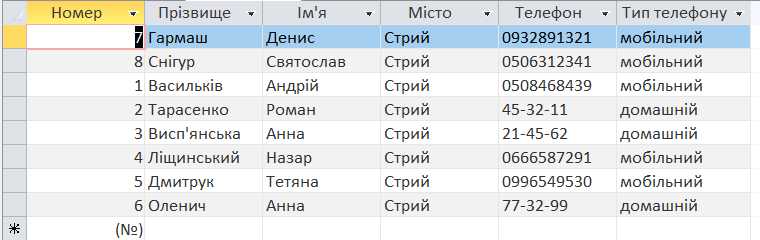 Номер Прізвище Ім'я Місто Телефон Тип телефону
7 Гармаш Денис Стрий 0932891321 мобільний
8 Снігур Святослав Стрий 0506312341 мобільний
1 Васильків Андрій Стрий 0508468439 мобільний
2 Тарасенко Роман Стрий 45-32-11 домашній
3 Висп'янська Анна Стрий 21-45-62 домашній
4 Ліщинський Назар Стрий 0666587291 мобільний
5 Дмитрук Тетяна Стрий 0996549530 мобільний
6 Оленич Анна Стрий 77-32-99 домашній
(№)